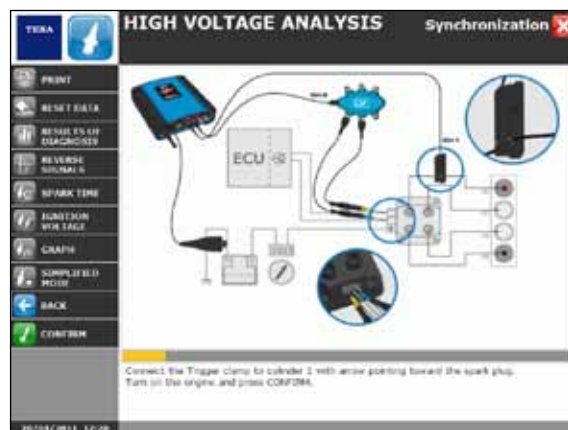 TEXA
HIGH VOLTAGE ANALYSIS
Synchronization
PRINT
RESET DATA
RESULTS OF
DIAGNOSIS
REVERSE
SIGNALS
SPARK TIME
IGNITION
VOLTAGE
GRAPH
SIMPLIFIED
MODE
BACK
CONFIRM
ECU
Connect the Trigger clamp to cylinder 1 with arrow pointing toward the spark plug.
Turn on the engine and press CONFIRM.